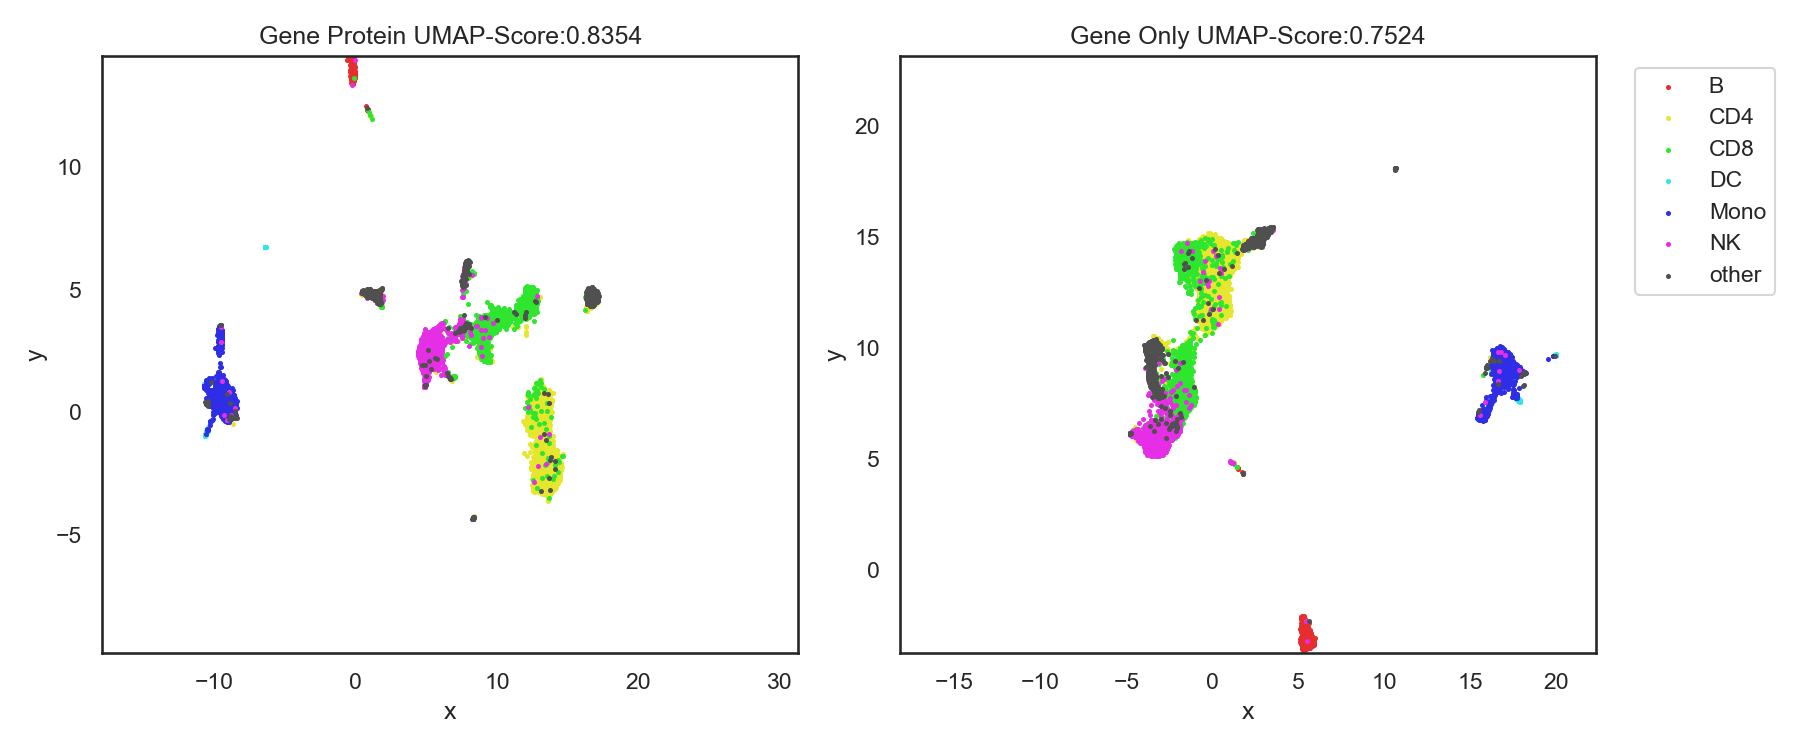 Gene Protein UMAP-Score:0.8354
10
5
0
−5
y
−10
0
10
20
30
x
Gene Only UMAP-Score:0.7524
20
15
10
5
0
y
−15
−10
−5
0
5
10
15
20
x
B
CD4
CD8
DC
Mono
NK
other